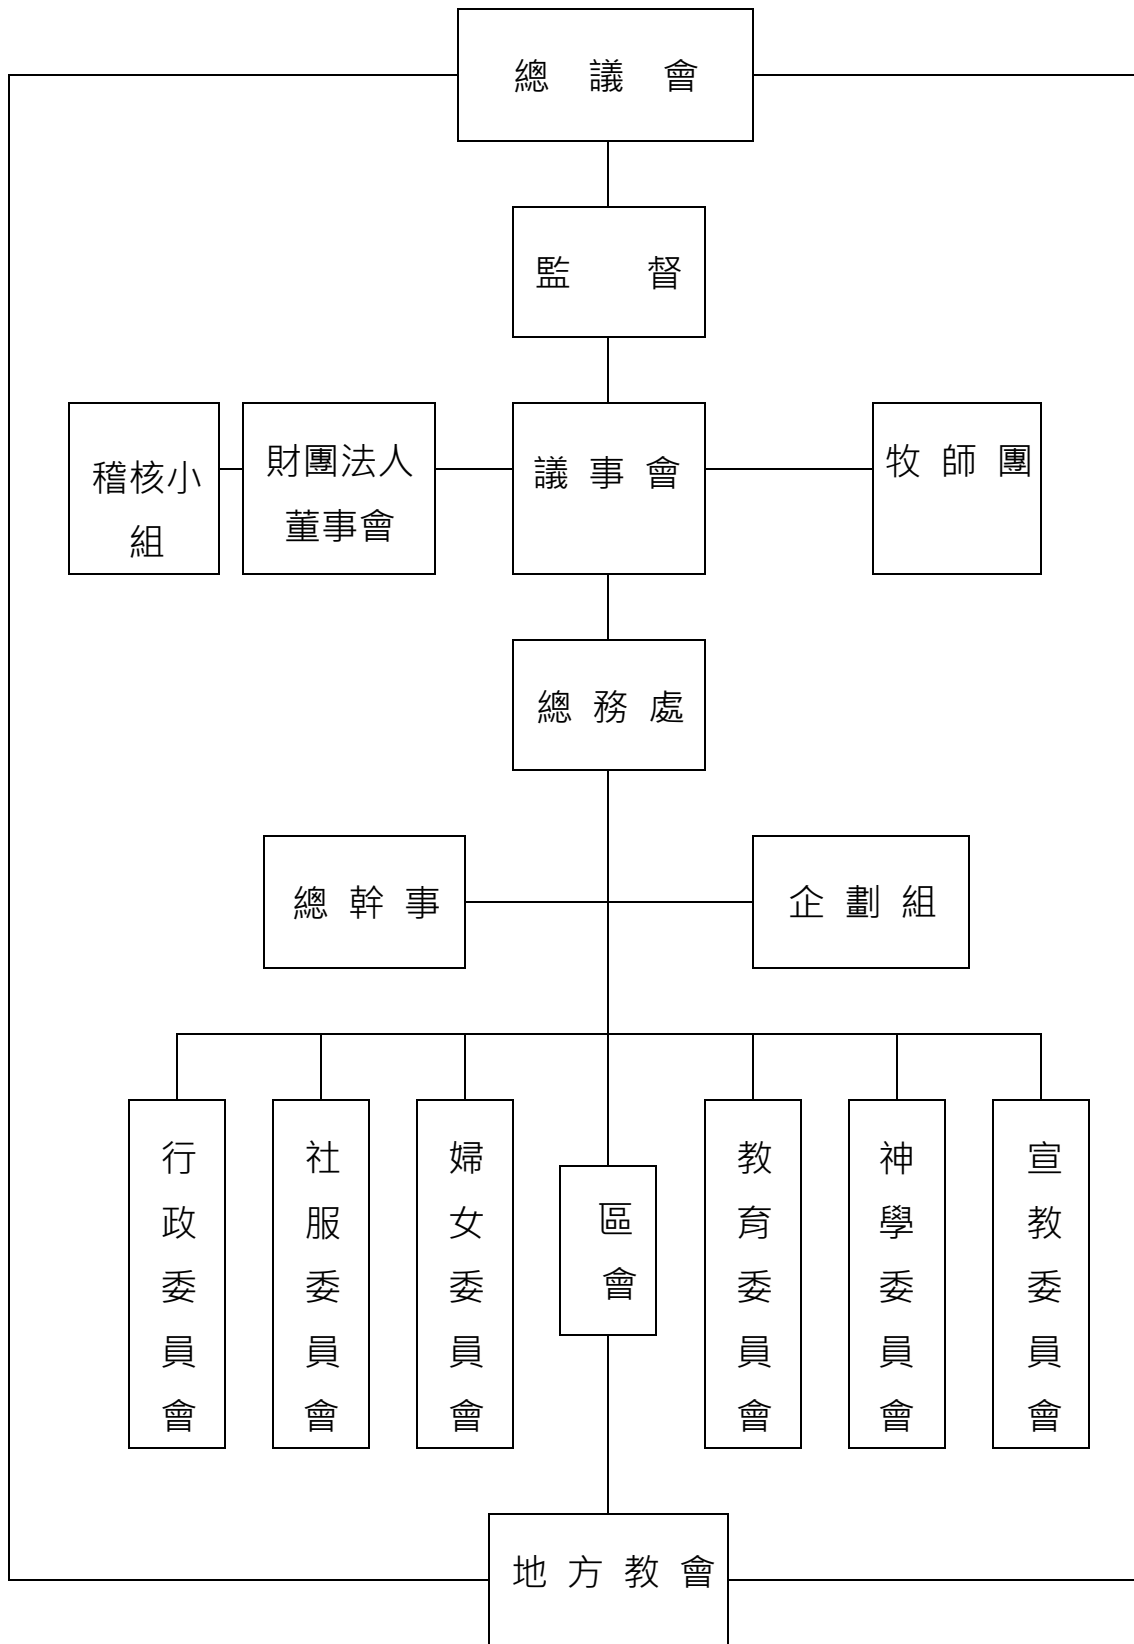 總 議 會
監 督
稽核小
組
財團法人
董事會
議 事 會
牧 師 團
總 務 處
總 幹 事
企 劃 組
行政委員會
社服委員會
婦女委員會
區會
教育委員會
神學委員會
宣教委員會
地 方 教 會